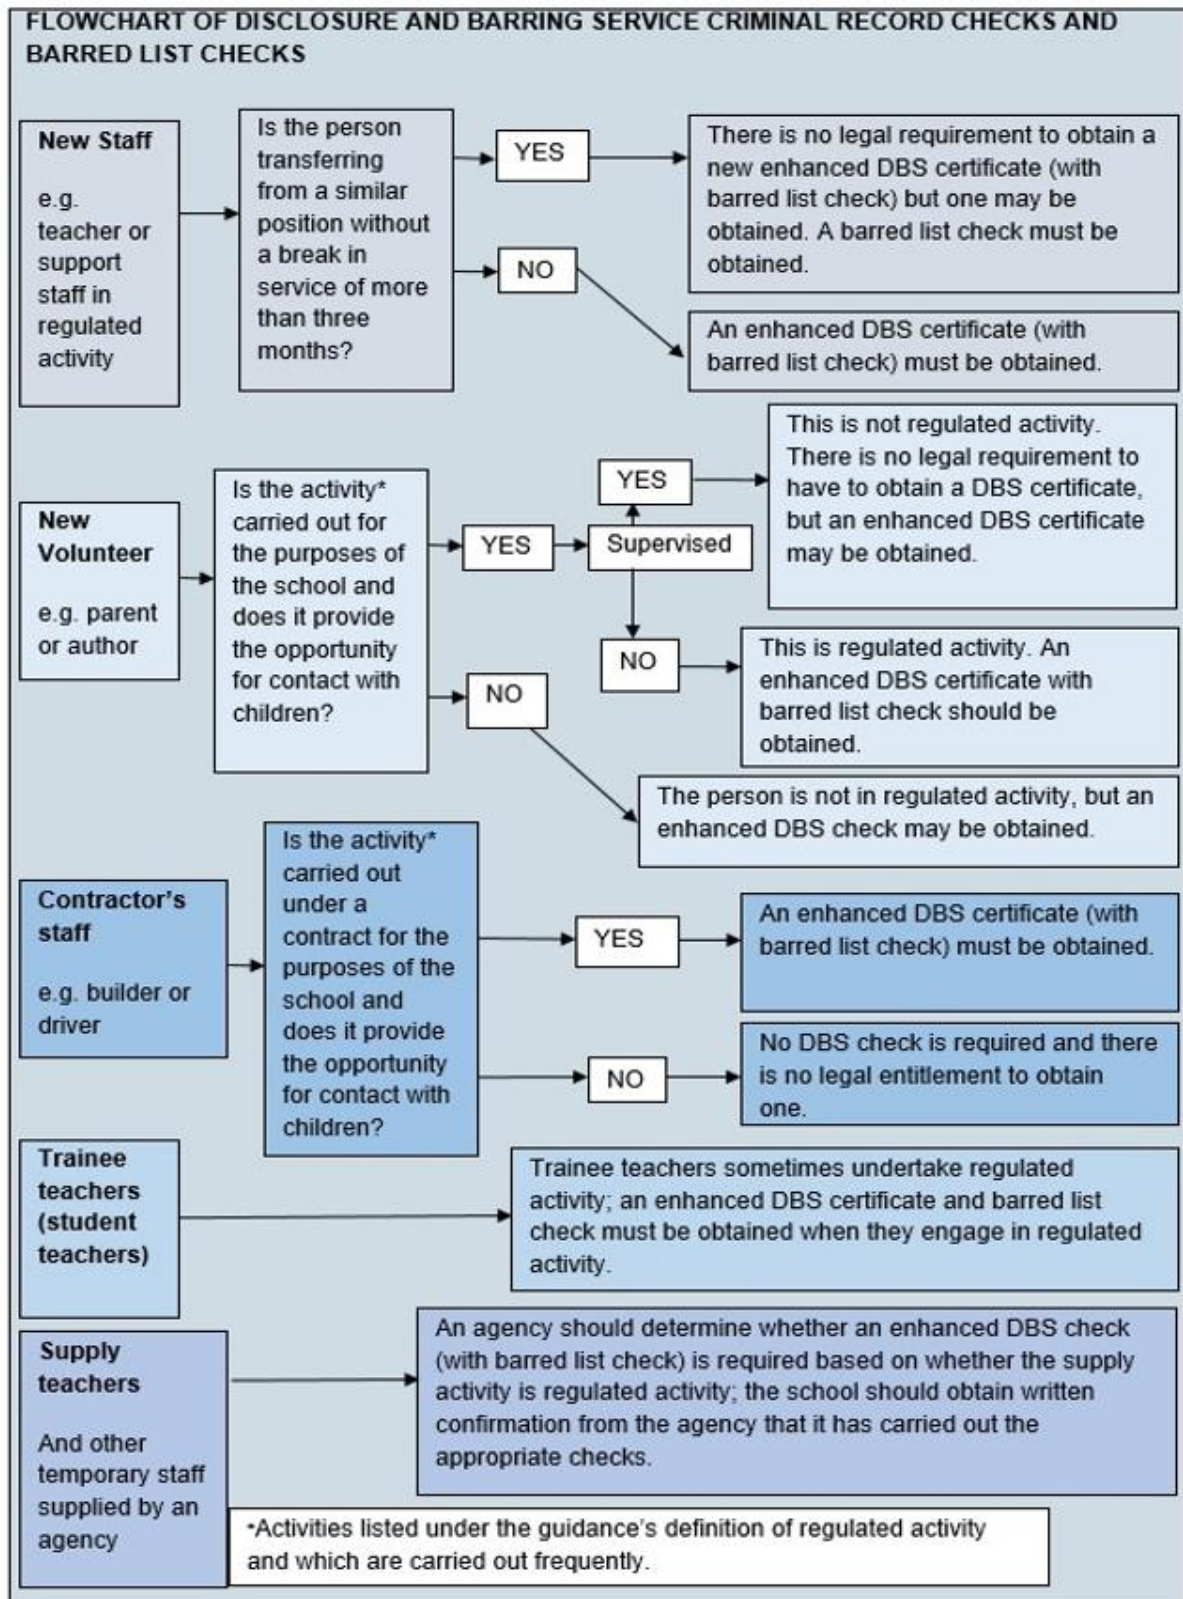 FLOWCHART OF DISCLOSURE AND BARRING SERVICE CRIMINAL RECORD CHECKS AND
BARRED LIST CHECKS
New Staff
e.g.
teacher or
support
staff in
regulated
activity
Is the person
transferring
from a similar
position without
a break in
service of more
than three
months?
YES
There is no legal requirement to obtain a
new enhanced DBS certificate (with
barred list check) but one may be
obtained. A barred list check must be
obtained.
NO
An enhanced DBS certificate (with
barred list check) must be obtained.
New
Volunteer
e.g. parent
or author
Is the activity*
carried out for
the purposes of
the school and
does it provide
the opportunity
for contact with
children?
YES
Supervised
YES
This is not regulated activity.
There is no legal requirement to
have to obtain a DBS certificate,
but an enhanced DBS certificate
may be obtained.
NO
This is regulated activity. An
enhanced DBS certificate with
barred list check should be
obtained.
NO
The person is not in regulated activity, but an
enhanced DBS check may be obtained.
Contractor's
staff
e.g. builder or
driver
Is the activity*
carried out
under a
contract for the
purposes of the
school and
does it provide
the opportunity
for contact with
children?
YES
An enhanced DBS certificate (with
barred list check) must be obtained.
NO
No DBS check is required and there
is no legal entitlement to obtain
one.
Trainee
teachers
(student
teachers)
Trainee teachers sometimes undertake regulated
activity; an enhanced DBS certificate and barred list
check must be obtained when they engage in regulated
activity.
Supply
teachers
And other
temporary staff
supplied by an
agency
An agency should determine whether an enhanced DBS check
(with barred list check) is required based on whether the supply
activity is regulated activity; the school should obtain written
confirmation from the agency that it has carried out the
appropriate checks.
*Activities listed under the guidance's definition of regulated activity
and which are carried out frequently.